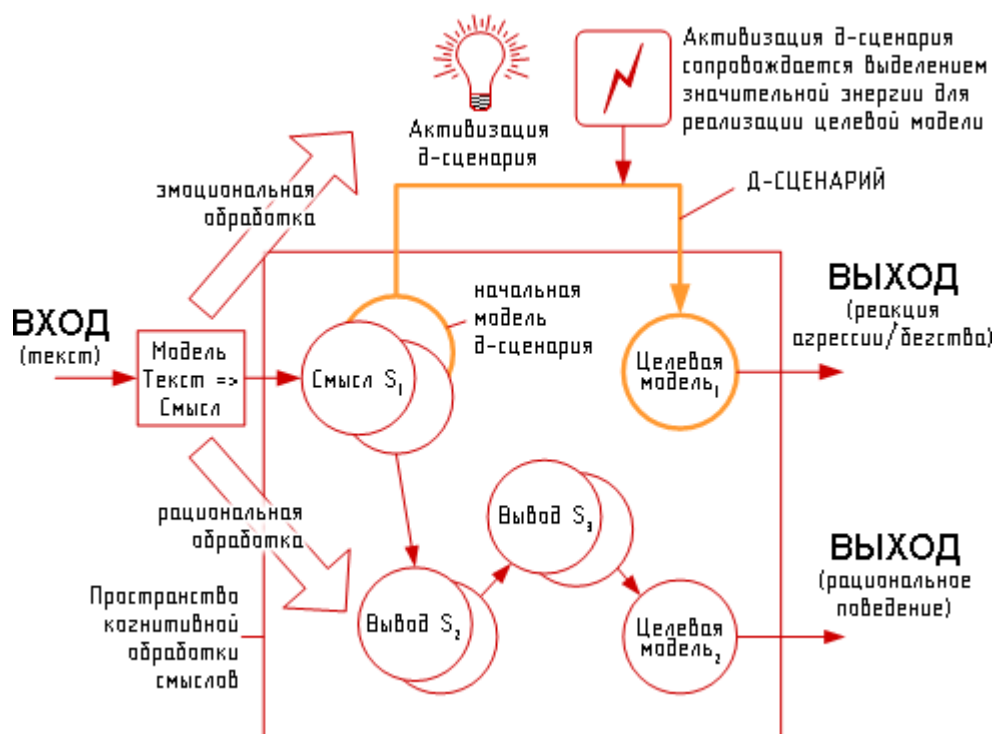 Активизация д-сценария
сопровождается выделением
значительной энергии для
реализации целевой модели
Активизация
д-сценария
эмоциональная
обработка
Д-СЦЕНАРИЙ
ВХОД
(текст)
Модель
Текст =>
Смысл
Смысл S1
начальная
модель
д-сценария
Целевая
модель1
ВЫХОД
(реакция
агрессии/бегства)
рациональная
обработка
Вывод S3
Вывод S2
Целевая
модель2
ВЫХОД
(рациональное
поведение)
Пространство
когнитивной
обработки
смыслов